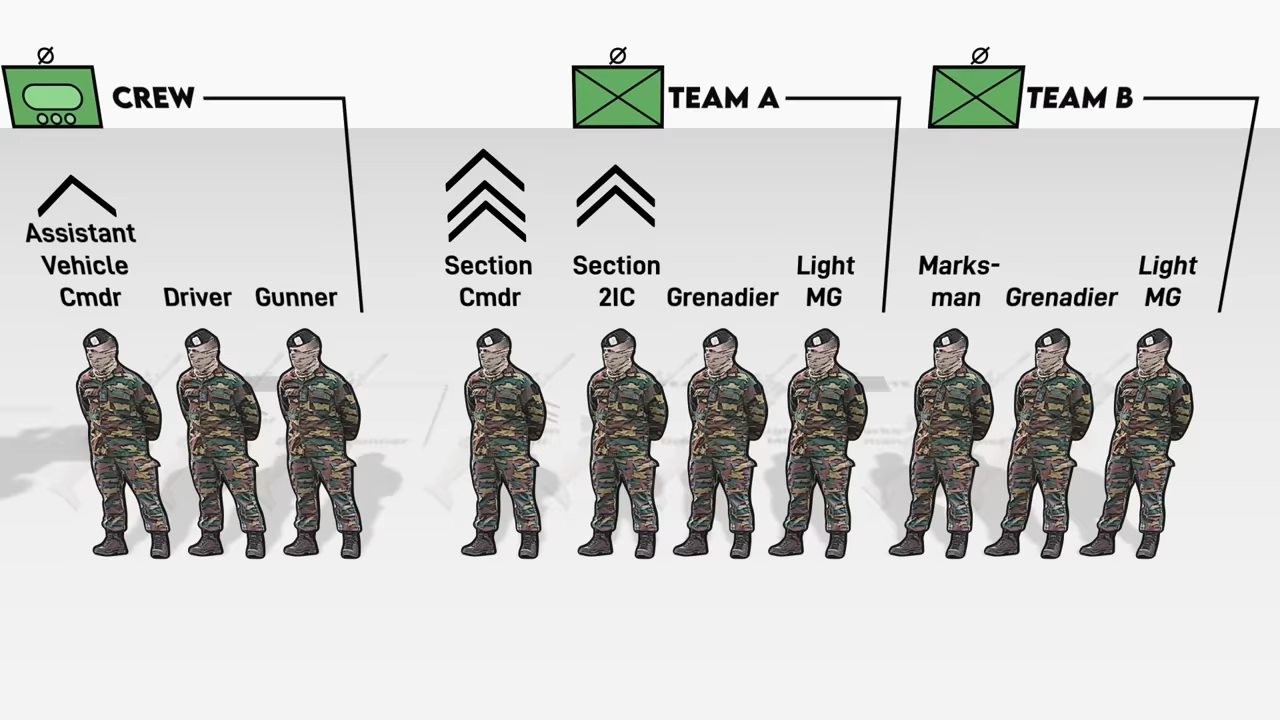 CREW
TEAM A
TEAM B
Assistant
Vehicle
Cmdr
Driver
Gunner
Section
Cmdr
Section
2IC
Grenadier
Light
MG
Marks-
man
Grenadier
Light
MG